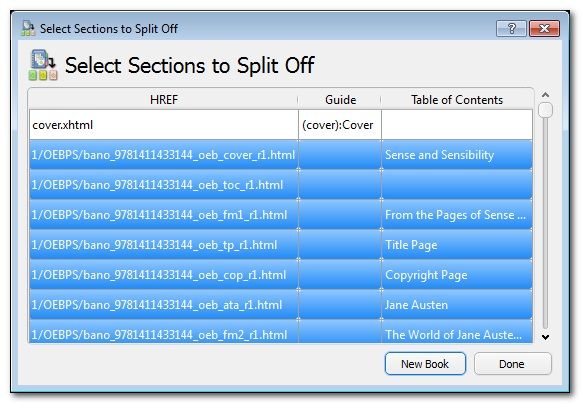 Select Sections to Split Off
Select Sections to Split Off
HREF Guide Table of Contents
cover.xhtml (cover):Cover
1/OEBPS/bano_9781411433144_oeb_cover_r1.html Sense and Sensibility
1/OEBPS/bano_9781411433144_oeb_toc_r1.html
1/OEBPS/bano_9781411433144_oeb_fm1_r1.html From the Pages of Sense ...
1/OEBPS/bano_9781411433144_oeb_tp_r1.html Title Page
1/OEBPS/bano_9781411433144_oeb_cop_r1.html Copyright Page
1/OEBPS/bano_9781411433144_oeb_ata_r1.html Jane Austen
1/OEBPS/bano_9781411433144_oeb_fm2_r1.html The World of Jane Auste...
New Book Done